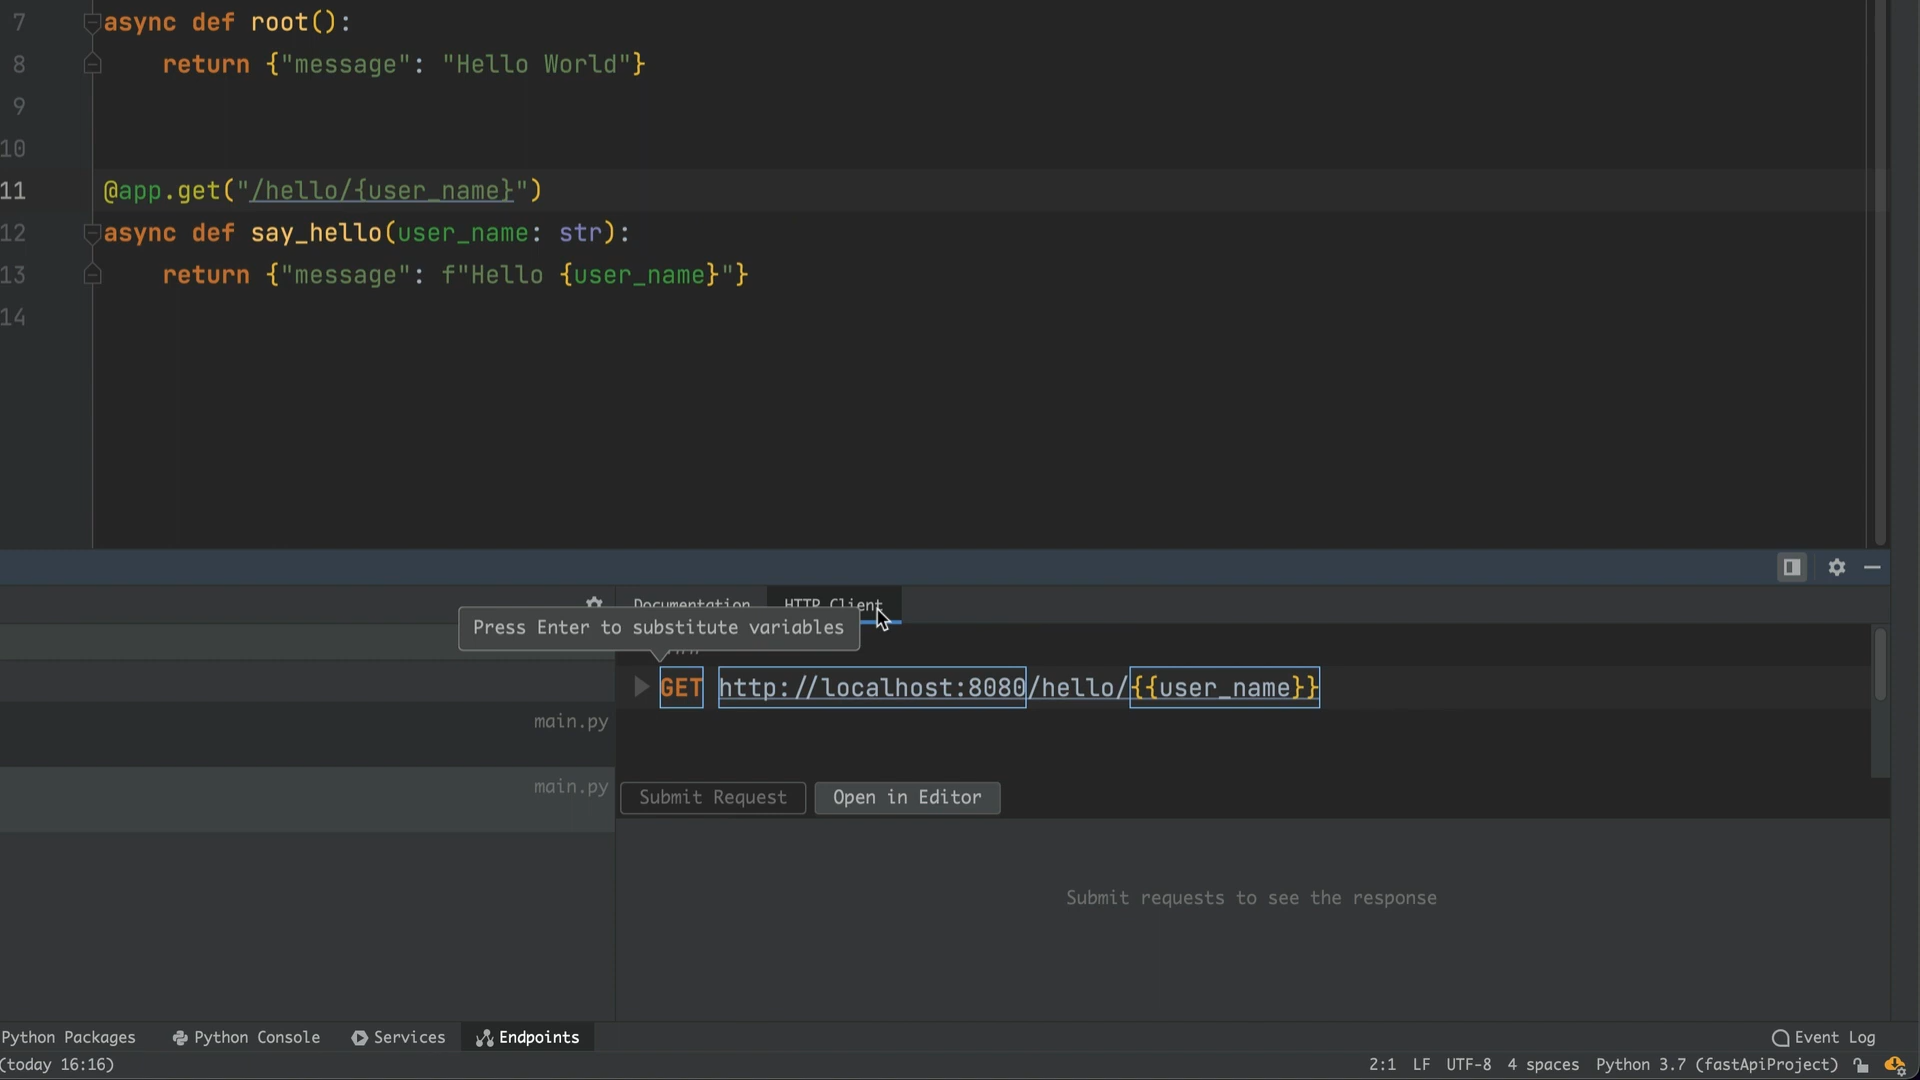 7 async def root():
8 return {"message": "Hello World"}
9
10
11 @app.get("/hello/{user_name}")
12 async def say_hello(user_name: str):
13 return {"message": f"Hello {user_name}"}
14
Documentation HTTP Client
Press Enter to substitute variables
GET http://localhost:8080/hello/{{user_name}}
main.py
main.py
Submit Request Open in Editor
Submit requests to see the response
Python Packages Python Console Services Endpoints Event Log
(today 16:16) 2:1 LF UTF-8 4 spaces Python 3.7 (fastApiProject)